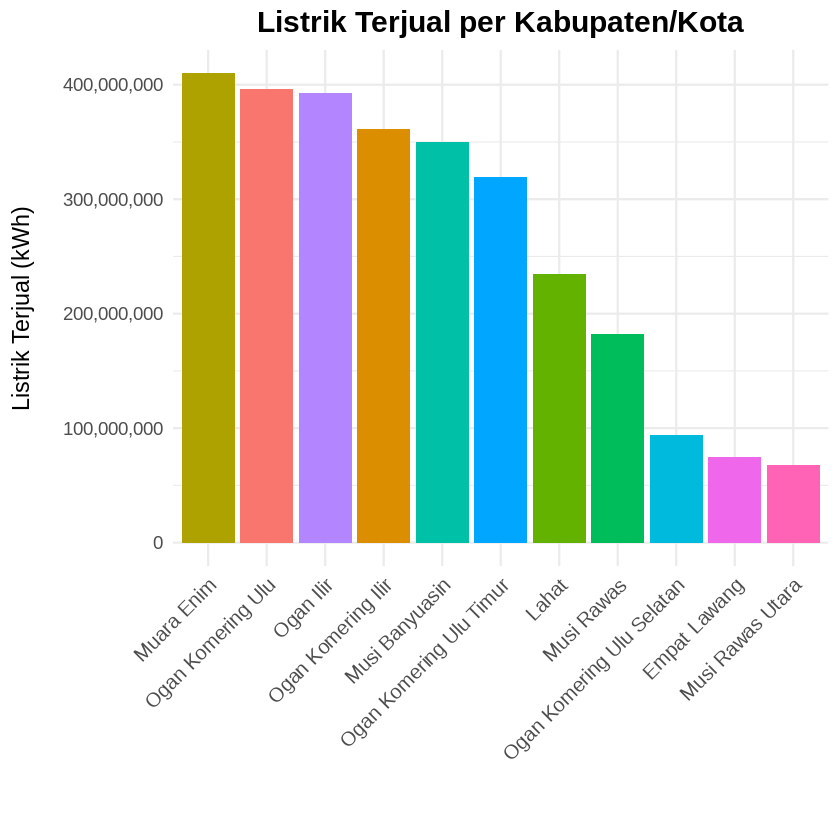 Listrik Terjual per Kabupaten/Kota
Listrik Terjual (kWh)
400,000,000
300,000,000
200,000,000
100,000,000
0
Muara Enim
Ogan Komering Ulu
Ogan Ilir
Ogan Komering Ilir
Musi Banyuasin
Ogan Komering Ulu Timur
Lahat
Musi Rawas
Ogan Komering Ulu Selatan
Empat Lawang
Musi Rawas Utara